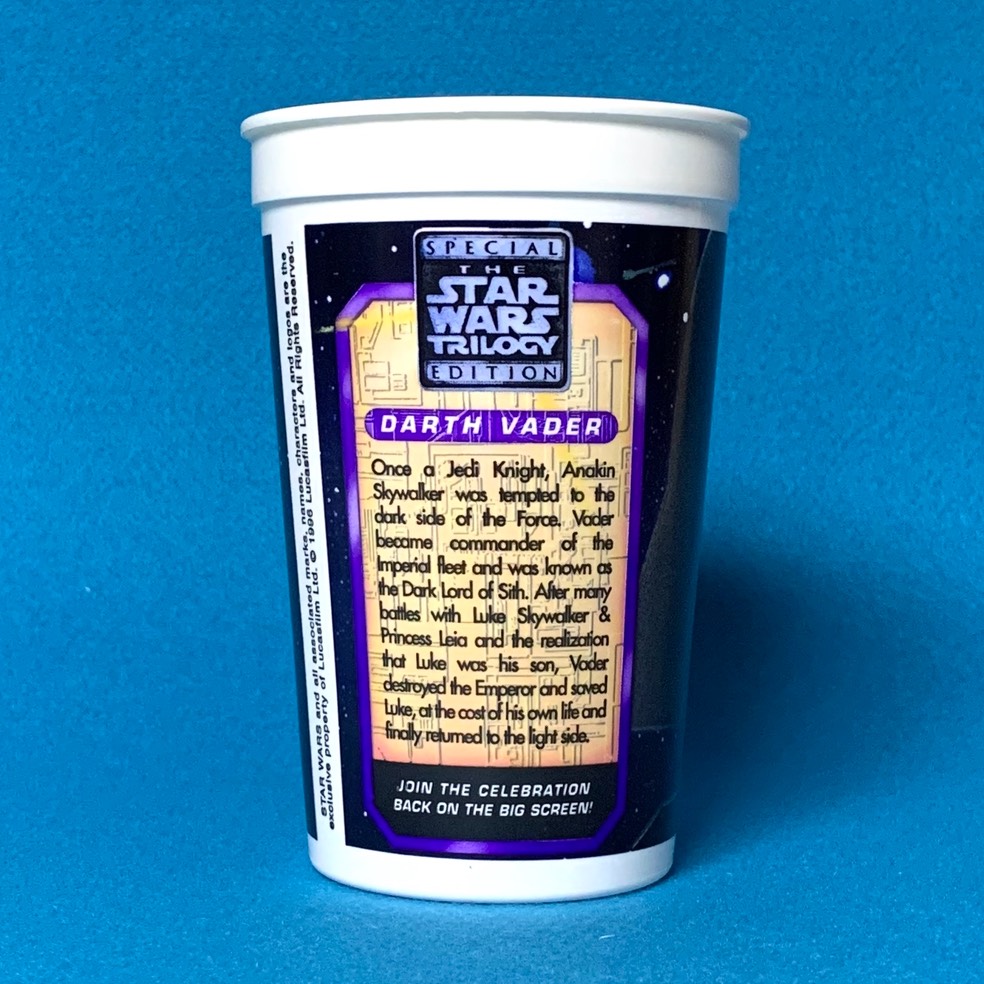 SPECIAL
THE
STAR
WARS
TRILOGY
EDITION
DARTH VADER
Once a Jedi Knight, Anakin
Skywalker was tempted to the
dark side of the Force. Vader
became commander of the
Imperial fleet and was known as
the Dark Lord of Sith. After many
battles with Luke Skywalker &
Princess Leia and the realization
that Luke was his son, Vader
destroyed the Emperor and saved
Luke, at the cost of his own life and
finally returned to the light side.
JOIN THE CELEBRATION
BACK ON THE BIG SCREEN!
STAR WARS and all associated marks, names, characters and logos are the
exclusive property of Lucasfilm Ltd. © 1996 Lucasfilm Ltd. All Rights Reserved.